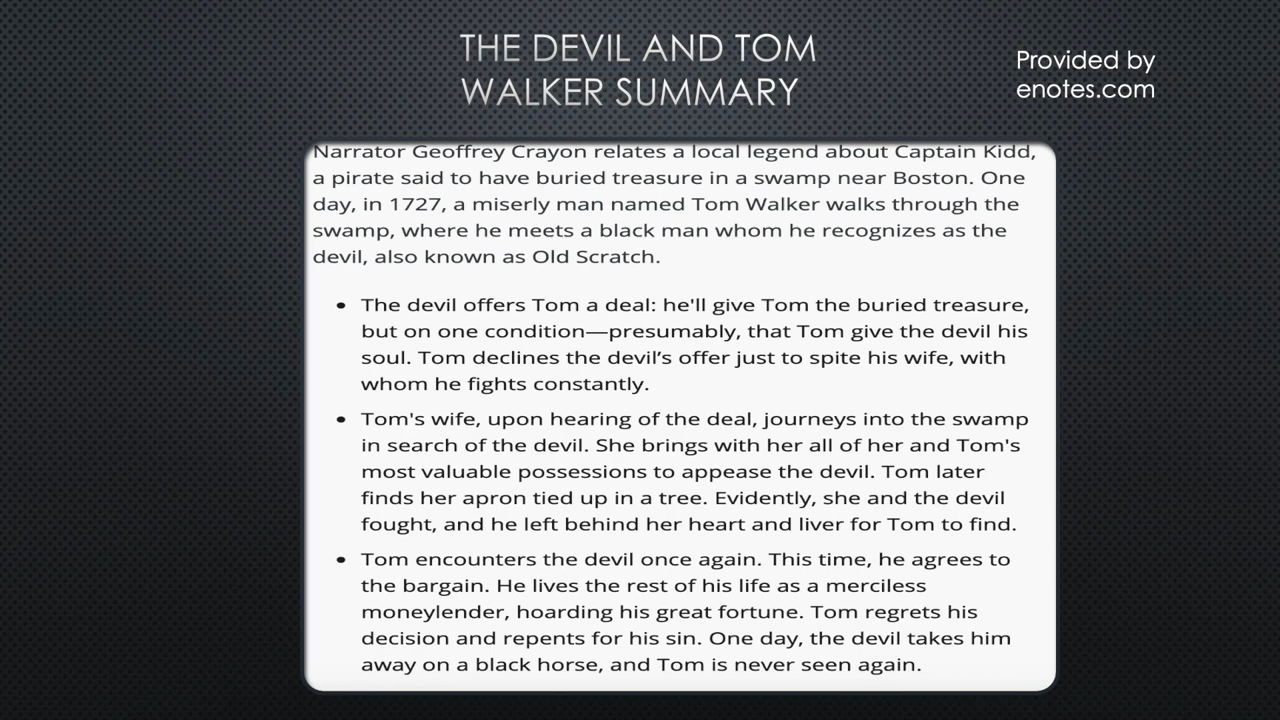 THE DEVIL AND TOM
WALKER SUMMARY
Provided by
enotes.com
Narrator Geoffrey Crayon relates a local legend about Captain Kidd,
a pirate said to have buried treasure in a swamp near Boston. One
day, in 1727, a miserly man named Tom Walker walks through the
swamp, where he meets a black man whom he recognizes as the
devil, also known as Old Scratch.
• The devil offers Tom a deal: he'll give Tom the buried treasure,
but on one condition—presumably, that Tom give the devil his
soul. Tom declines the devil’s offer just to spite his wife, with
whom he fights constantly.
• Tom's wife, upon hearing of the deal, journeys into the swamp
in search of the devil. She brings with her all of her and Tom's
most valuable possessions to appease the devil. Tom later
finds her apron tied up in a tree. Evidently, she and the devil
fought, and he left behind her heart and liver for Tom to find.
• Tom encounters the devil once again. This time, he agrees to
the bargain. He lives the rest of his life as a merciless
moneylender, hoarding his great fortune. Tom regrets his
decision and repents for his sin. One day, the devil takes him
away on a black horse, and Tom is never seen again.